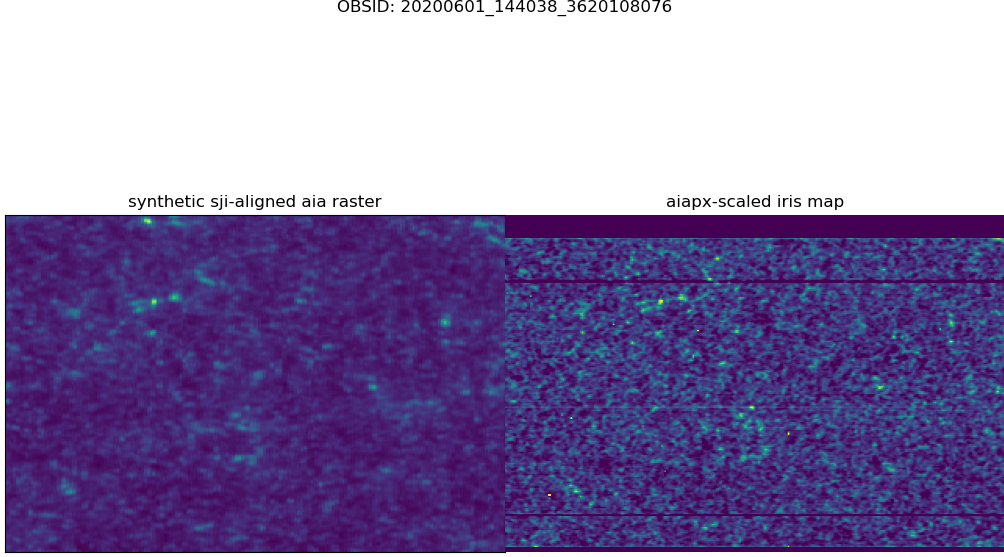 OBSID: 20200601_144038_3620108076
synthetic sji-aligned aia raster
aiapx-scaled iris map